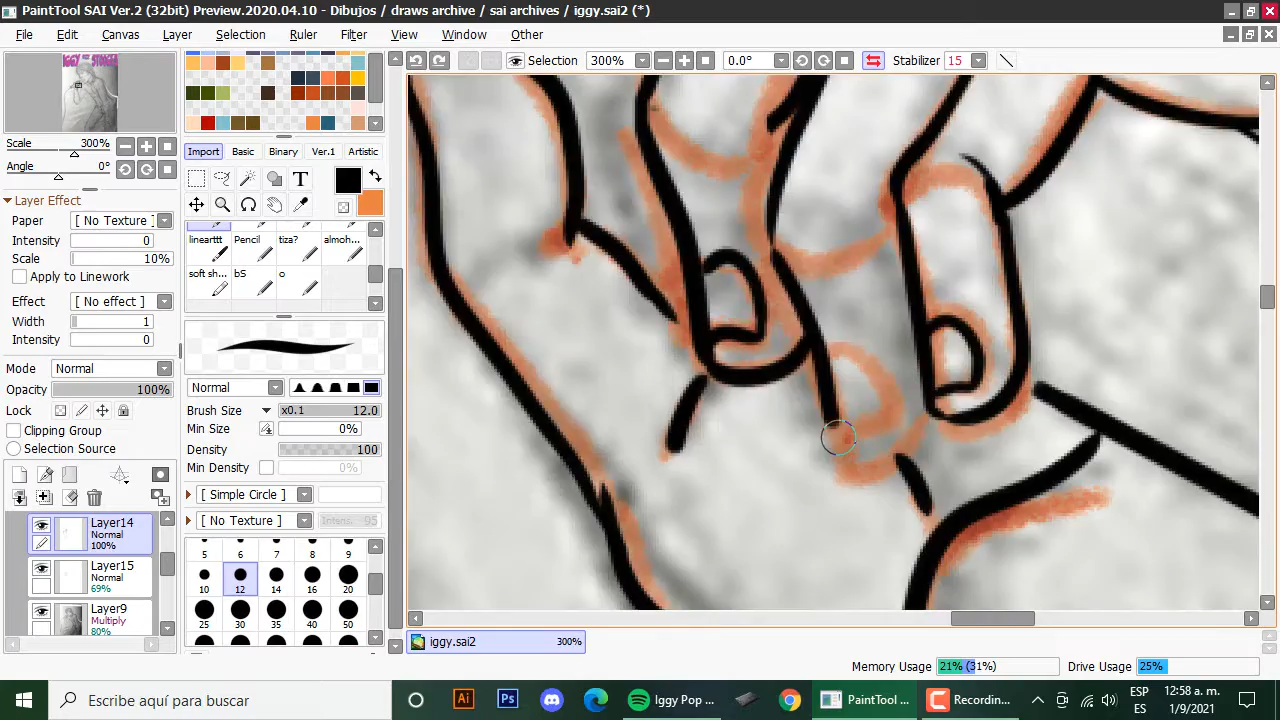 PaintTool SAI Ver.2 (32bit) Preview.2020.04.10 - Dibujos / draws archive / sai archives / iggy.sai2 (*)
File Edit Canvas Layer Selection Ruler Filter View Window Other
Selection 300% 0.0° Stabilizer 15
Scale 300%
Angle 0°
Layer Effect
Paper [ No Texture ]
Intensity 0
Scale 10%
Apply to Linework
Effect [ No effect ]
Width 1
Intensity 0
Mode Normal
Opacity 100%
Lock
Clipping Group
Selection Source
Layer14
Normal
100%
Layer15
Normal
69%
Layer9
Multiply
80%
Import Basic Binary Ver.1 Artistic
T
linearttt Pencil tiza? almoh...
soft sh... bS o
Normal
Brush Size x0.1 12.0
Min Size 0%
Density 100
Min Density 0%
[ Simple Circle ]
[ No Texture ] Intens. 95
5 6 7 8 9
10 12 14 16 20
25 30 35 40 50
iggy.sai2 300%
Memory Usage 21% (31%) Drive Usage 25%
Escribe aquí para buscar
Ai Ps Iggy Pop ... PaintTool ... Recordin...
ESP
ES
12:58 a. m.
1/9/2021